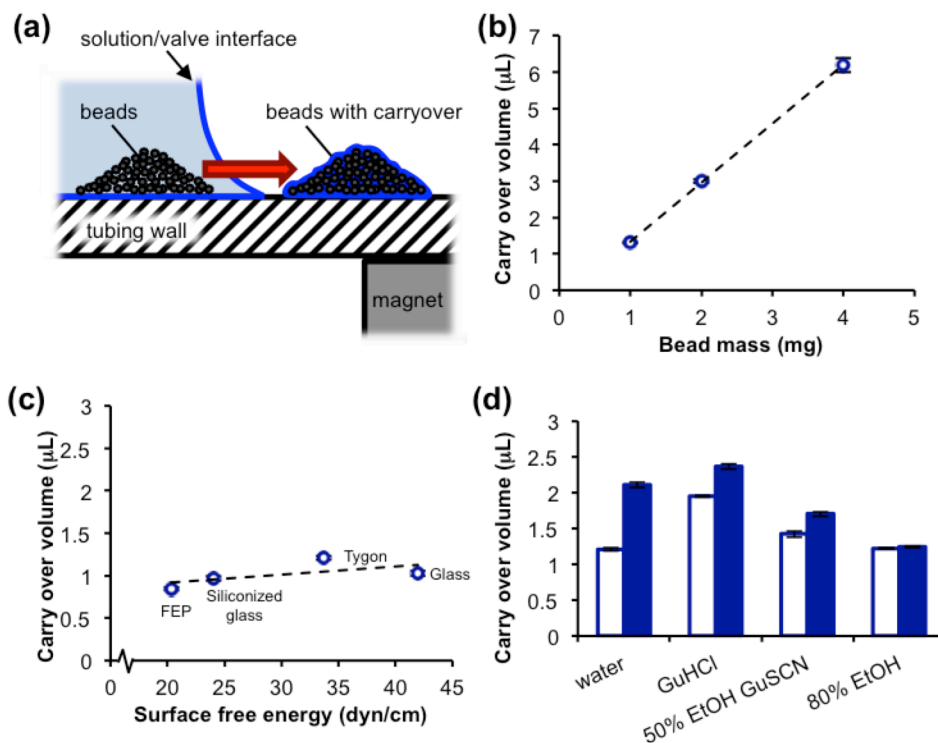 (a)
solution/valve interface
beads
beads with carryover
tubing wall
magnet
(b)
Carry over volume (µL)
7
6
5
4
3
2
1
0
0 1 2 3 4 5
Bead mass (mg)
(c)
Carry over volume (µL)
3
2.5
2
1.5
1
0.5
0
FEP
Siliconized
glass
Tygon
Glass
0 20 25 30 35 40 45
Surface free energy (dyn/cm)
(d)
Carry over volume (µL)
3
2.5
2
1.5
1
0.5
0
water
GuHCl
50% EtOH GuSCN
80% EtOH